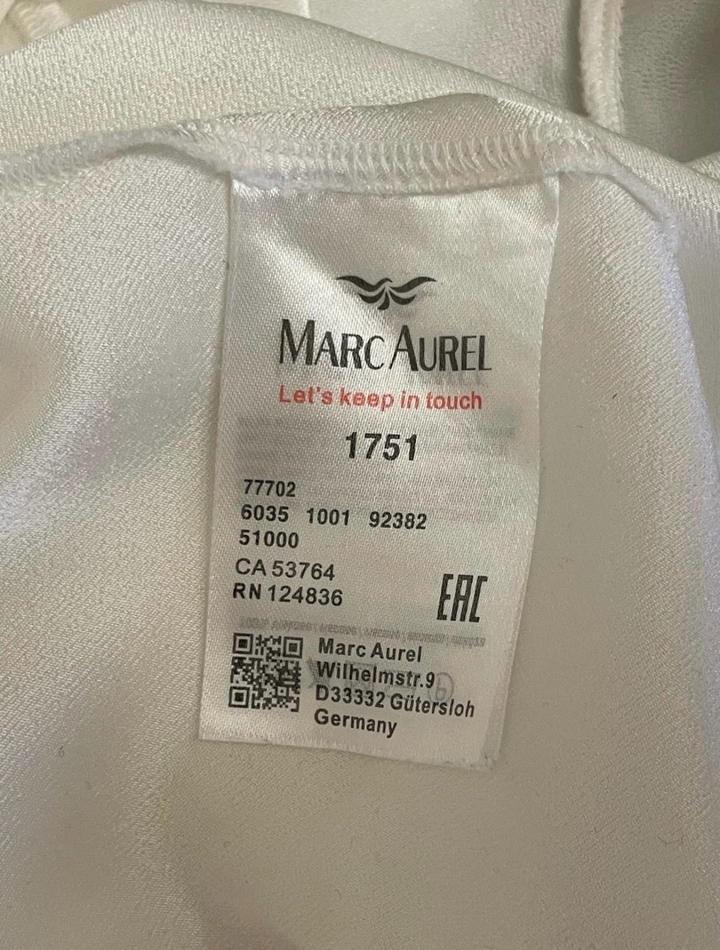 MARC AUREL
Let's keep in touch
1751
77702
6035 1001 92382
51000
CA 53764
RN 124836
EAC
Marc Aurel
Wilhelmstr.9
D33332 Gütersloh
Germany